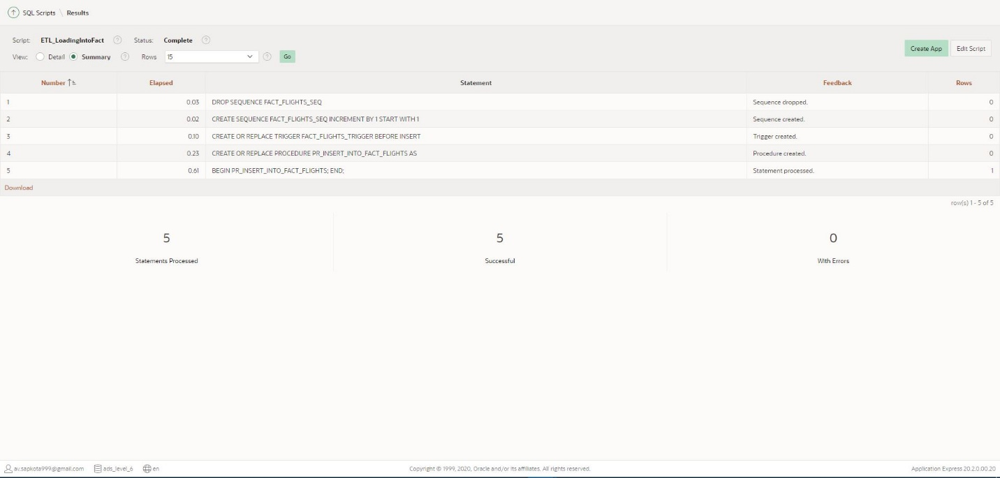 SQL Scripts \ Results
Script: ETL_LoadingIntoFact ? Status: Complete ?
View: Detail Summary ? Rows 15 ? Go
Create App Edit Script
Number Elapsed Statement Feedback Rows
1 0.03 DROP SEQUENCE FACT_FLIGHTS_SEQ Sequence dropped. 0
2 0.02 CREATE SEQUENCE FACT_FLIGHTS_SEQ INCREMENT BY 1 START WITH 1 Sequence created. 0
3 0.10 CREATE OR REPLACE TRIGGER FACT_FLIGHTS_TRIGGER BEFORE INSERT Trigger created. 0
4 0.23 CREATE OR REPLACE PROCEDURE PR_INSERT_INTO_FACT_FLIGHTS AS Procedure created. 0
5 0.61 BEGIN PR_INSERT_INTO_FACT_FLIGHTS; END; Statement processed. 1
Download
row(s) 1 - 5 of 5
5 5 0
Statements Processed Successful With Errors
av.sapkota999@gmail.com ads_level_6 en Copyright © 1999, 2020, Oracle and/or its affiliates. All rights reserved. Application Express 20.2.0.00.20